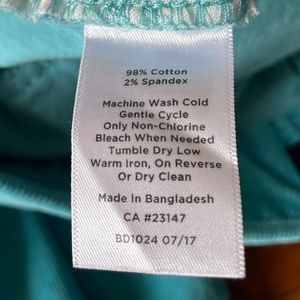 98% Cotton
2% Spandex
Machine Wash Cold
Gentle Cycle
Only Non-Chlorine
Bleach When Needed
Tumble Dry Low
Warm Iron, On Reverse
Or Dry Clean
Made In Bangladesh
CA #23147
BD1024 07/17